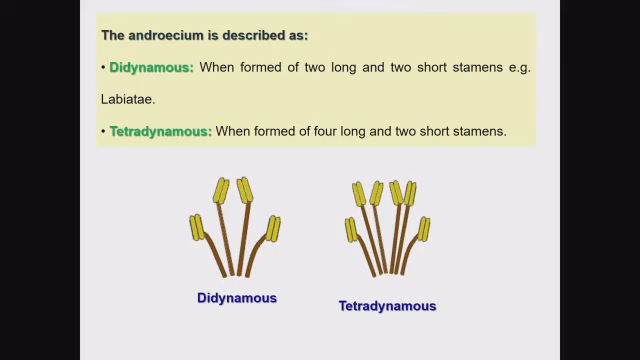 The androecium is described as:
• Didynamous: When formed of two long and two short stamens e.g.
Labiatae.
• Tetradynamous: When formed of four long and two short stamens.
Didynamous
Tetradynamous